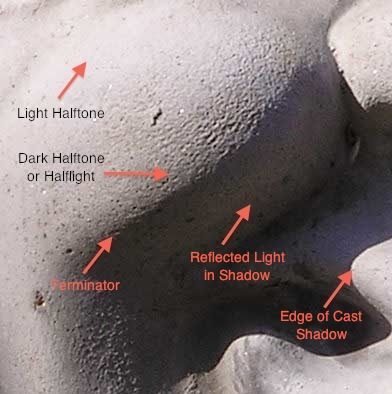 Light Halftone
Dark Halftone
or Halflight
Reflected Light
in Shadow
Terminator
Edge of Cast
Shadow